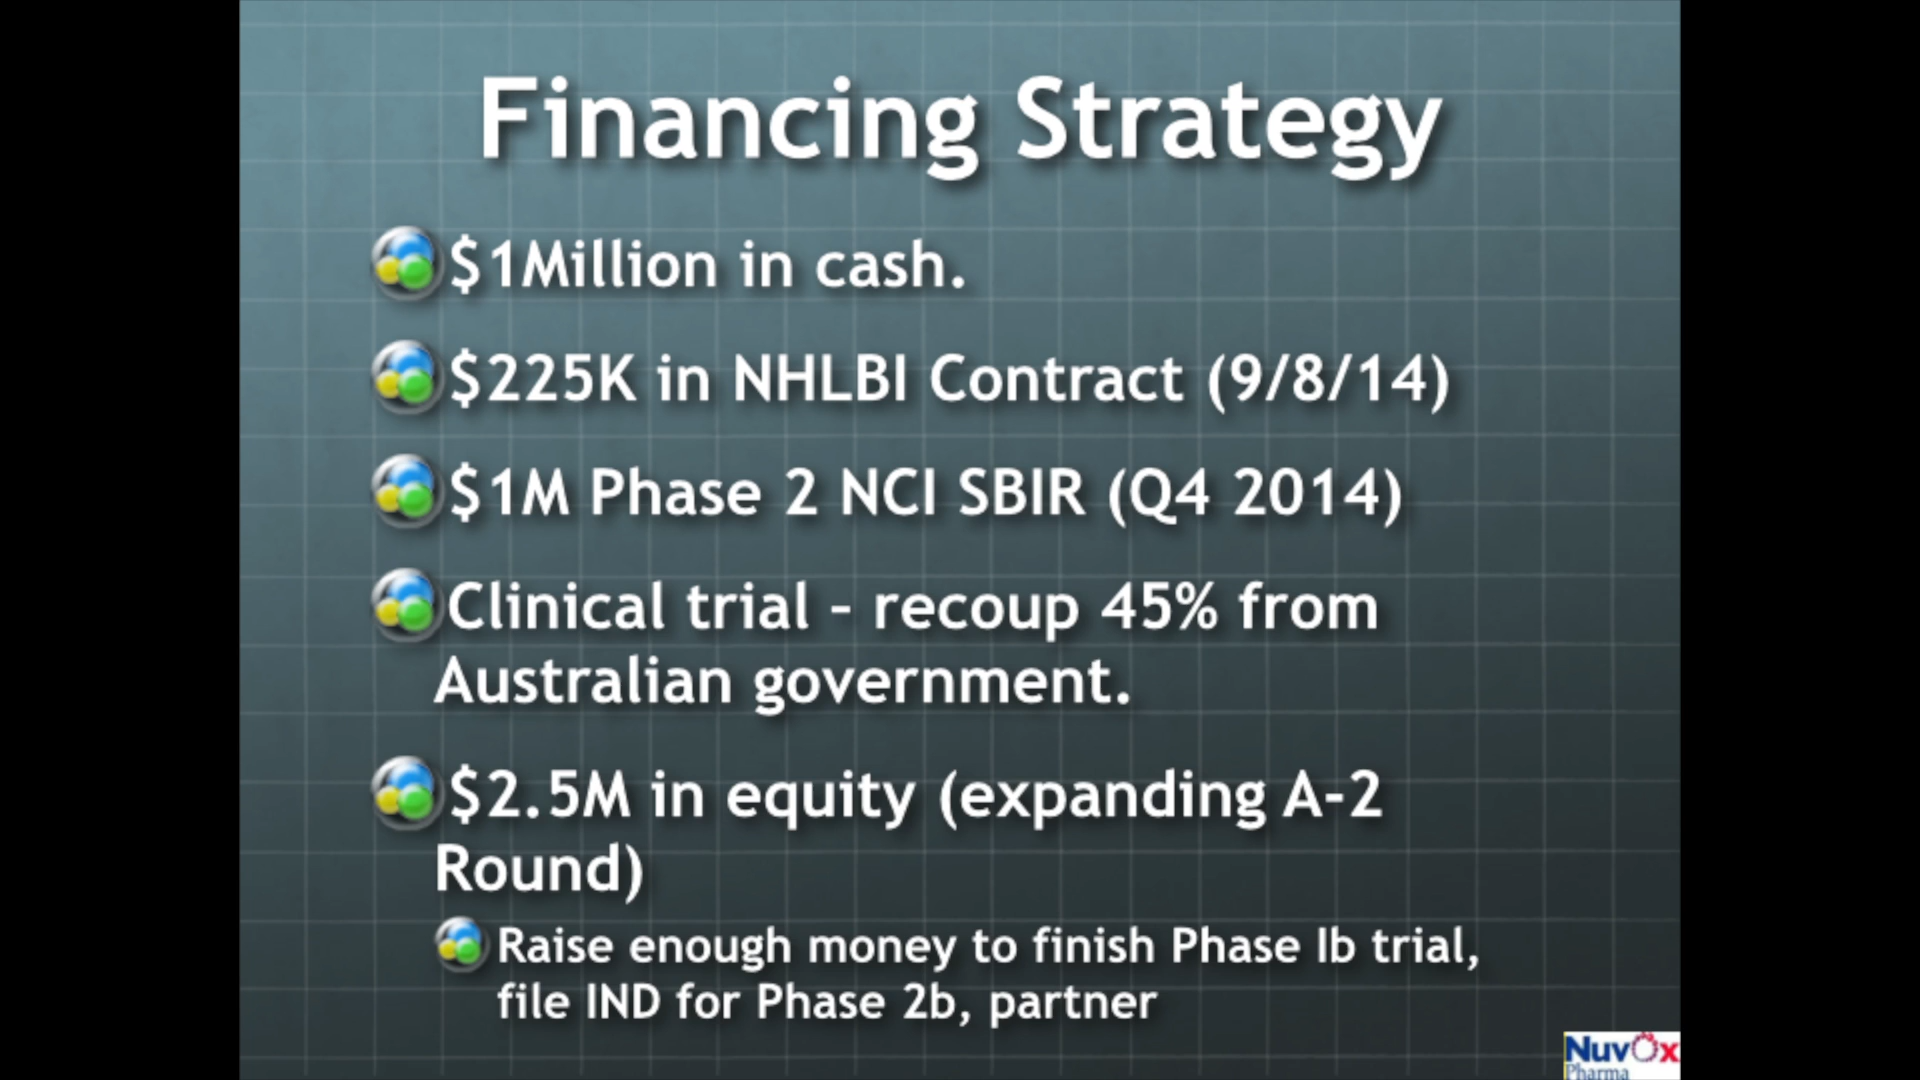 Financing Strategy
$1Million in cash.
$225K in NHLBI Contract (9/8/14)
$1M Phase 2 NCI SBIR (Q4 2014)
Clinical trial – recoup 45% from
Australian government.
$2.5M in equity (expanding A-2
Round)
Raise enough money to finish Phase Ib trial,
file IND for Phase 2b, partner
NuvOx
Pharma